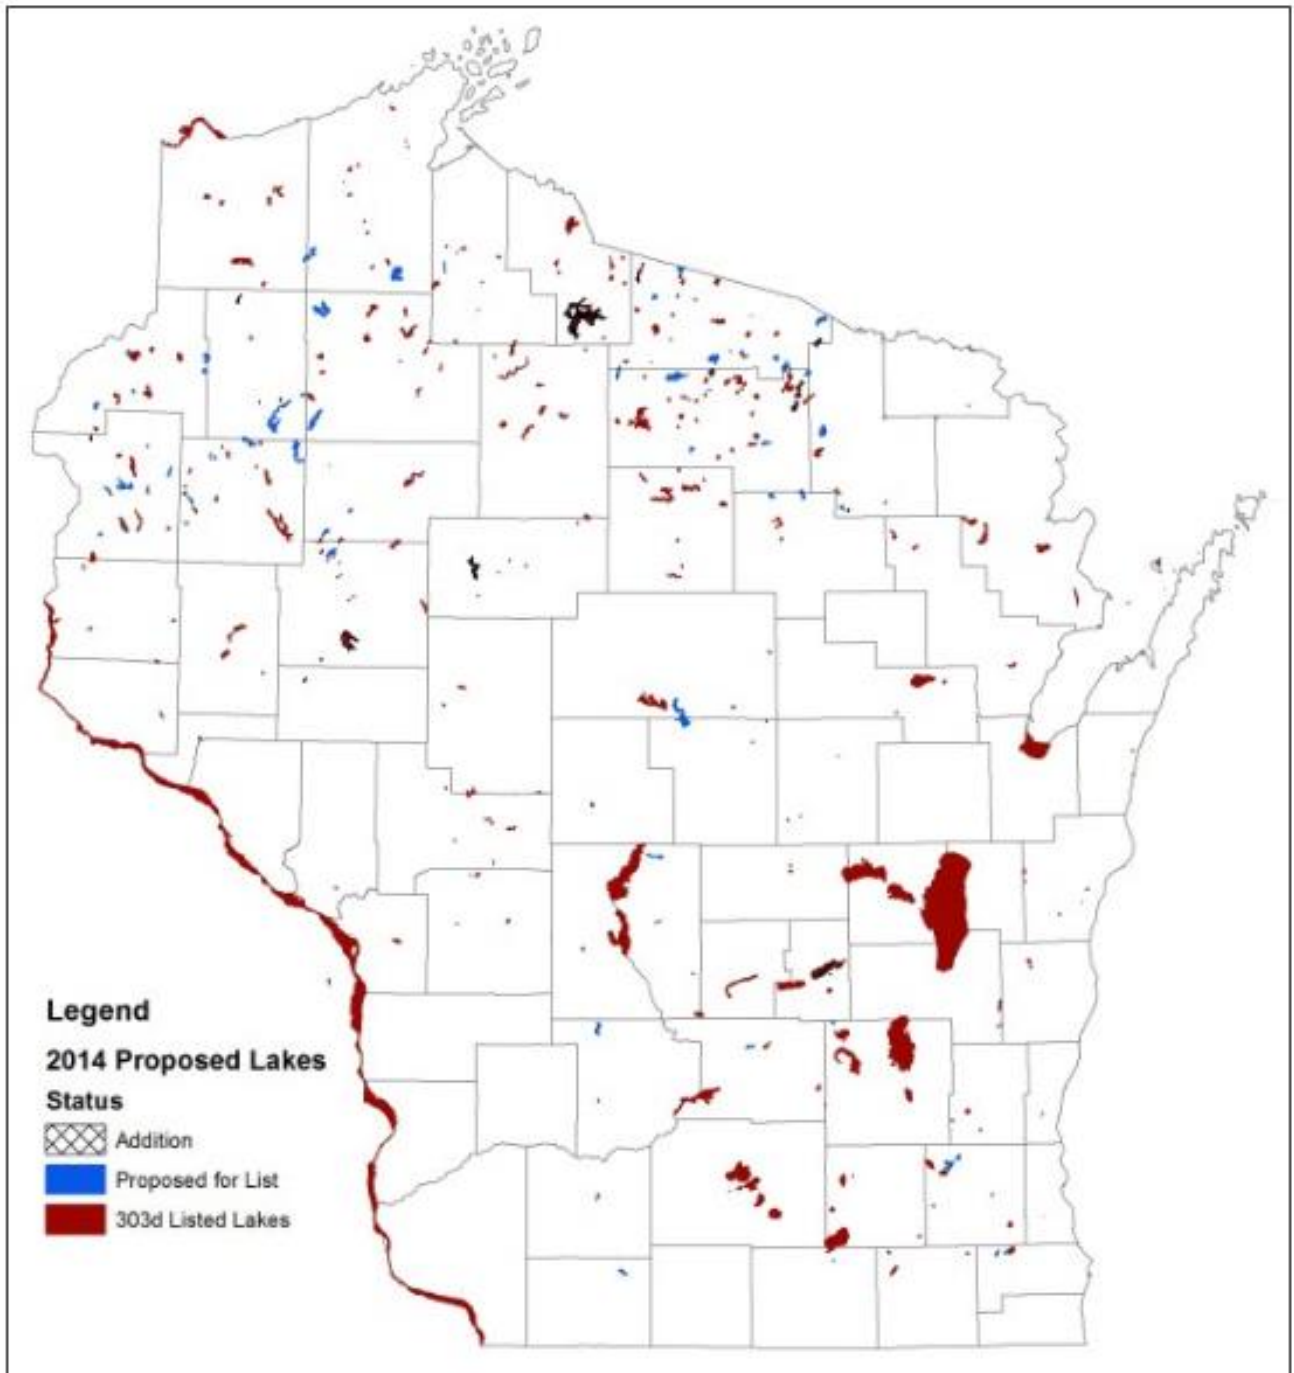 Legend
2014 Proposed Lakes
Status
Addition
Proposed for List
303d Listed Lakes